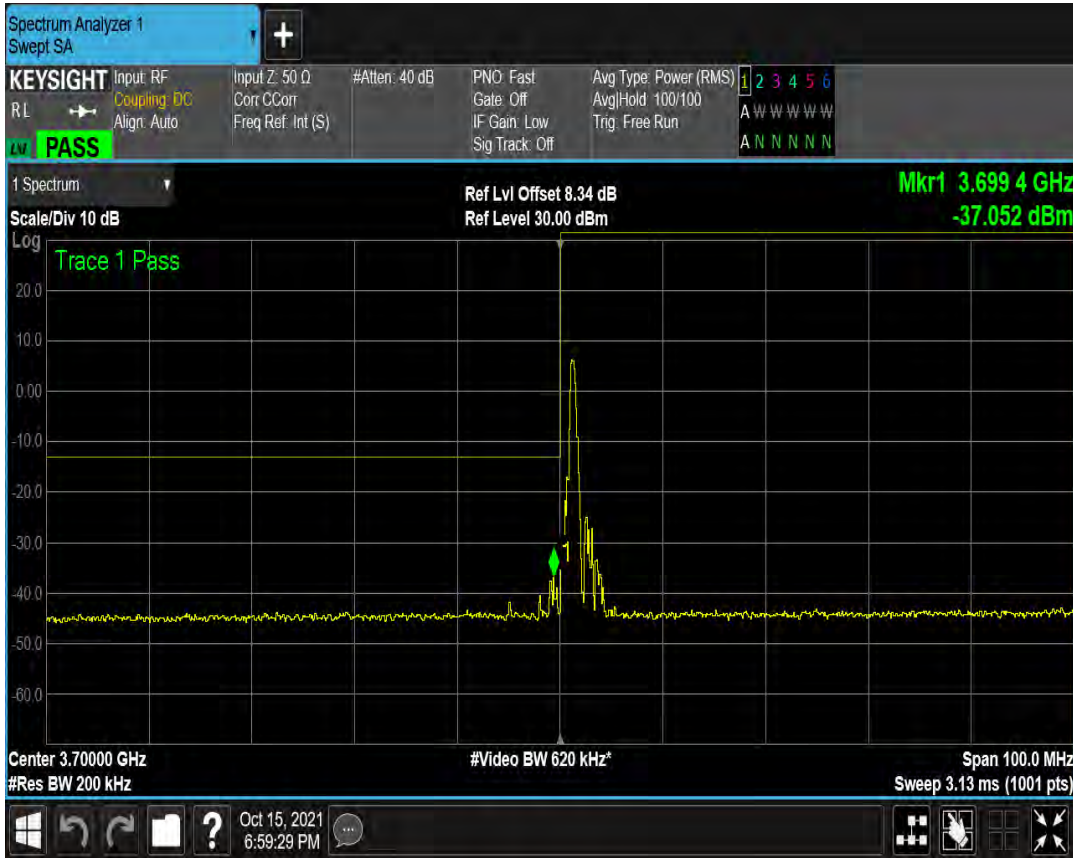 Spectrum Analyzer 1
Swept SA
+
KEYSIGHT
RL
LXI PASS
Input: RF
Coupling: DC
Align: Auto
Input Z: 50 Ω
Corr CCorr
Freq Ref: Int (S)
#Atten: 40 dB
PNO: Fast
Gate: Off
IF Gain: Low
Sig Track: Off
Avg Type: Power (RMS)
Avg|Hold: 100/100
Trig: Free Run
1 2 3 4 5 6
A W W W W W
A N N N N N
1 Spectrum
Scale/Div 10 dB
Ref Lvl Offset 8.34 dB
Ref Level 30.00 dBm
Mkr1 3.699 4 GHz
-37.052 dBm
Log
Trace 1 Pass
20.0
10.0
0.00
-10.0
-20.0
-30.0
-40.0
-50.0
-60.0
1
Center 3.70000 GHz
#Res BW 200 kHz
#Video BW 620 kHz*
Span 100.0 MHz
Sweep 3.13 ms (1001 pts)
?
Oct 15, 2021
6:59:29 PM